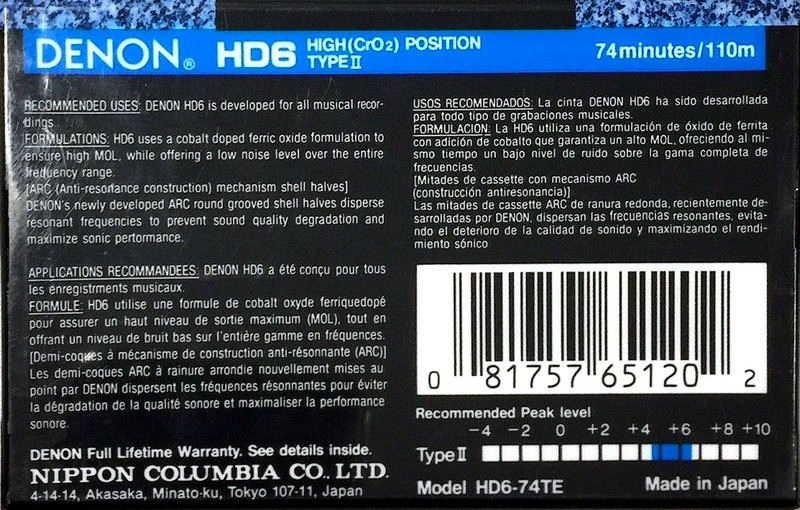 DENON® HD6 HIGH (CrO2) POSITION TYPE II 74minutes/110m
RECOMMENDED USES: DENON HD6 is developed for all musical recor-
dings.
FORMULATIONS: HD6 uses a cobalt doped ferric oxide formulation to
ensure high MOL, while offering a low noise level over the entire
frequency range.
[ARC (Anti-resonance construction) mechanism shell halves]
DENON's newly developed ARC round grooved shell halves disperse
resonant frequencies to prevent sound quality degradation and
maximize sonic performance.
APPLICATIONS RECOMMANDEES: DENON HD6 a été conçu pour tous
les enregistrments musicaux.
FORMULE: HD6 utilise une formule de cobalt oxyde ferriquedopé
pour assurer un haut niveau de sortie maximum (MOL), tout en
offrant un niveau de bruit bas sur l'entière gamme en fréquences.
[Demi-coques à mécanisme de construction anti-résonnante (ARC)]
Les demi-coques ARC à rainure arrondie nouvellement mises au
point par DENON dispersent les fréquences résonnantes pour éviter
la dégradation de la qualité sonore et maximaliser la performance
sonore.
DENON Full Lifetime Warranty. See details inside.
NIPPON COLUMBIA CO., LTD.
4-14-14, Akasaka, Minato-ku, Tokyo 107-11, Japan
USOS RECOMENDADOS: La cinta DENON HD6 ha sido desarrollada
para todo tipo de grabaciones musicales.
FORMULACION: La HD6 utiliza una formulación de óxido de ferrita
con adición de cobalto que garantiza un alto MOL, ofreciendo al mi-
smo tiempo un bajo nivel de ruido sobre la gama completa de
frecuencias.
[Mitades de cassette con mecanismo ARC
(construcción antiresonancia)]
Las mitades de cassette ARC de ranura redonda, recientemente de-
sarrolladas por DENON, dispersan las frecuencias resonantes, evita-
ndo el deterioro de la calidad de sonido y maximizando el rendi-
miento sónico
0 81757 65120 2
Recommended Peak level
-4 -2 0 +2 +4 +6 +8 +10
Type II
Model HD6-74TE Made in Japan